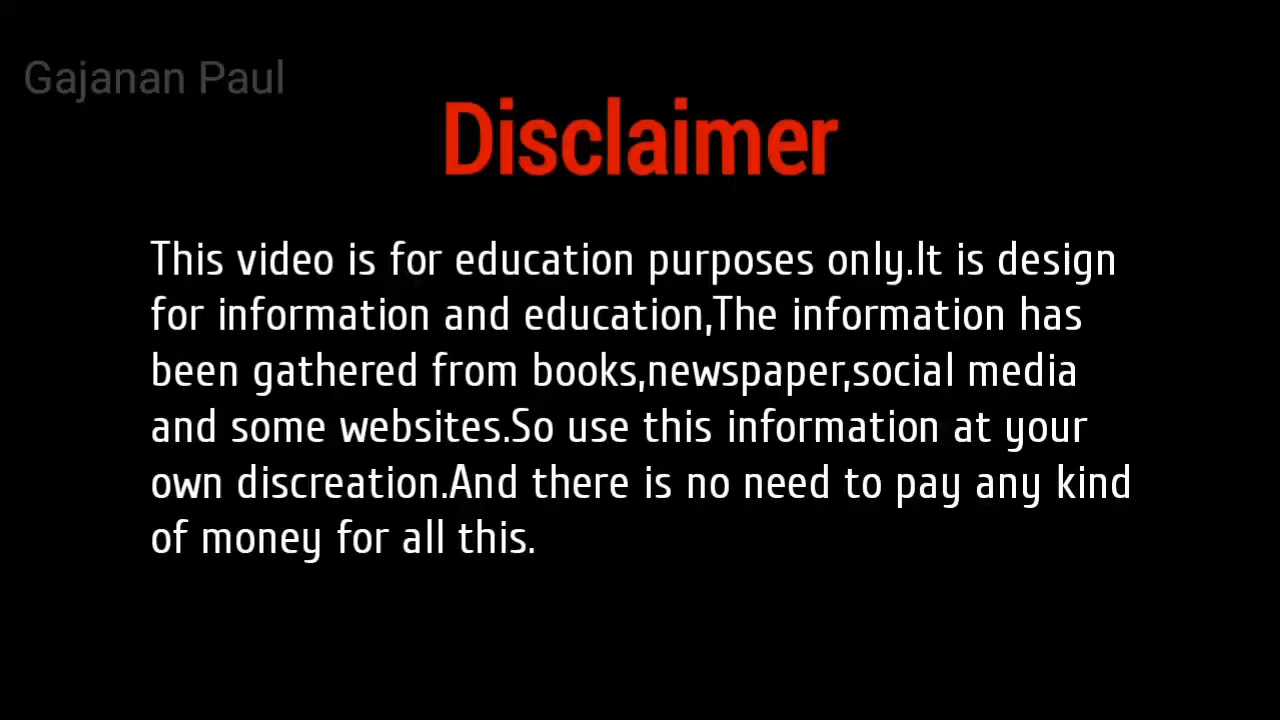 Gajanan Paul
Disclaimer
This video is for education purposes only.It is design
for information and education,The information has
been gathered from books,newspaper,social media
and some websites.So use this information at your
own discreation.And there is no need to pay any kind
of money for all this.